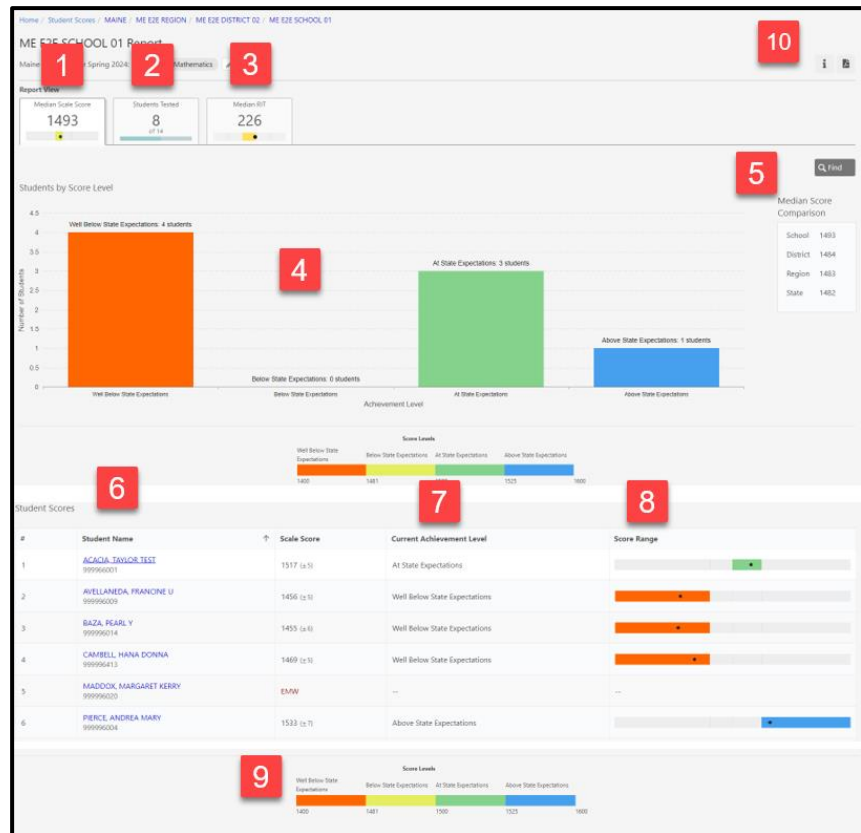 Home / Student Scores / MAINE / ME E2E REGION / ME E2E DISTRICT 02 / ME E2E SCHOOL 01
ME E2E SCHOOL 01 Report
10
1
2
3
Maine
Spring 2024:
Mathematics
Report View
Median Scale Score
Students Tested
Median RIT
1493
8
226
of 14
Find
5
Students by Score Level
Median Score
Comparison
School 1493
District 1484
Region 1483
State 1482
4.5
4
3.5
3
2.5
2
1.5
1
0.5
0
Number of Students
Well Below State Expectations: 4 students
4
At State Expectations: 3 students
Above State Expectations: 1 students
Below State Expectations: 0 students
Well Below State Expectations
Below State Expectations
At State Expectations
Above State Expectations
Achievement Level
Score Levels
Well Below State
Expectations
Below State Expectations
At State Expectations
Above State Expectations
1400 1481 1525 1600
6
7
8
Student Scores
# Student Name Scale Score Current Achievement Level Score Range
1 ACACIA, TAYLOR TEST 1517 (±5) At State Expectations
999966001
2 AVELLANEDA, FRANCINE U 1456 (±5) Well Below State Expectations
999996009
3 BAZA, PEARL Y 1455 (±6) Well Below State Expectations
999996014
4 CAMBELL, HANA DONNA 1469 (±5) Well Below State Expectations
999996413
5 MADDOX, MARGARET KERRY EMW -- --
999996020
6 PIERCE, ANDREA MARY 1533 (±7) Above State Expectations
999996004
9
Score Levels
Well Below State
Expectations
Below State Expectations
At State Expectations
Above State Expectations
1400 1481 1500 1525 1600